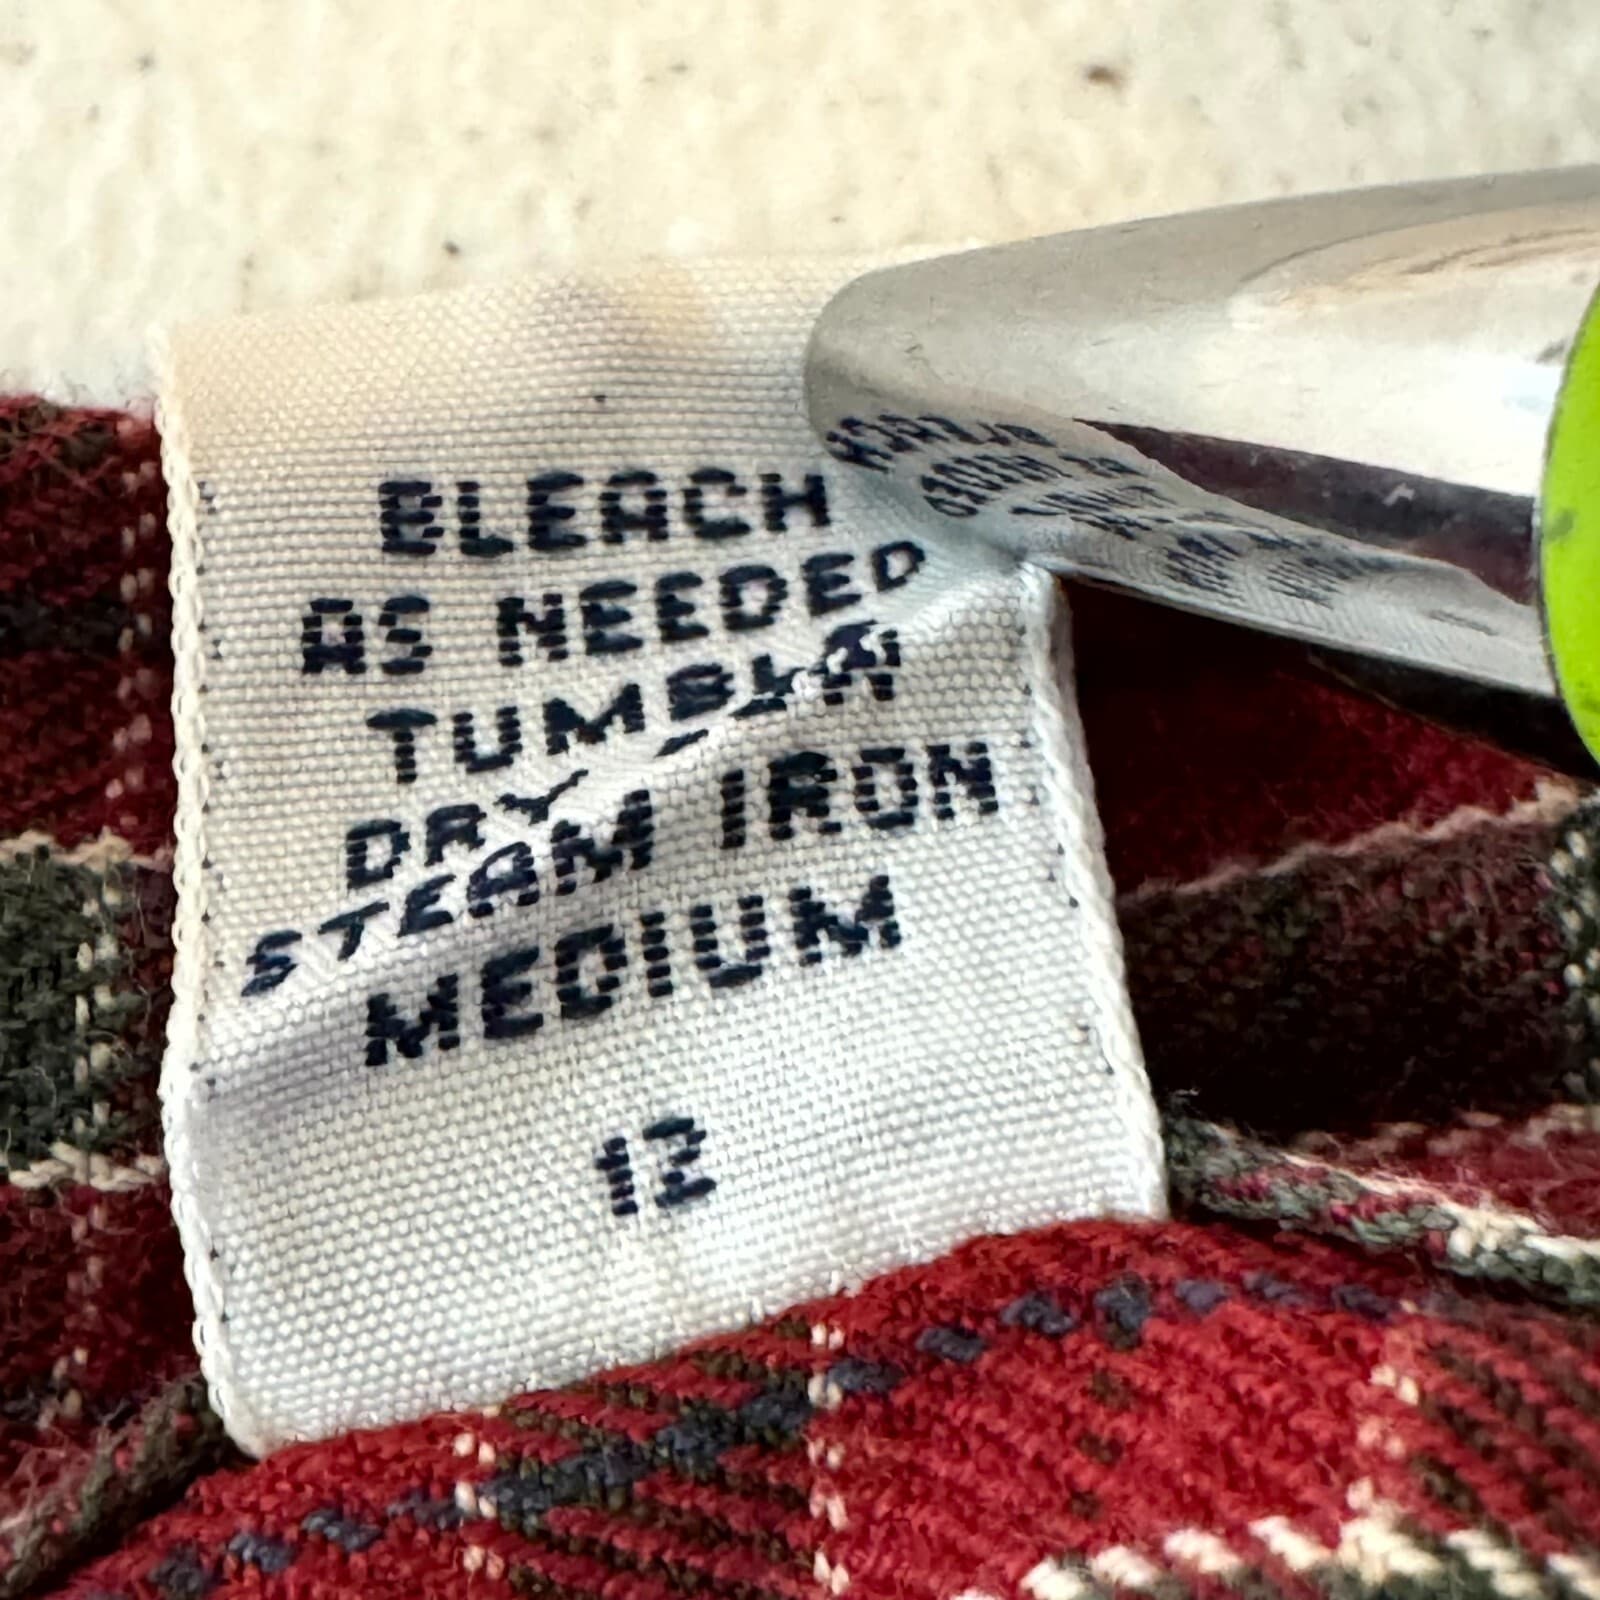 BLEACH
AS NEEDED
TUMBLE
DRY -
STEAM IRON
MEDIUM
12